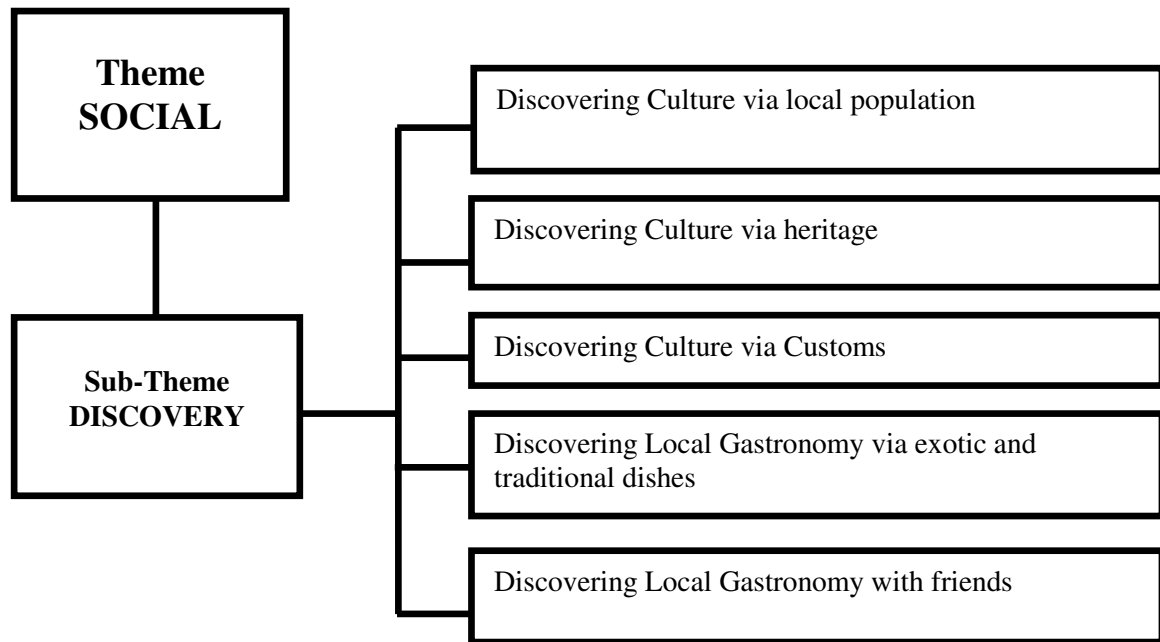 Theme
SOCIAL
Sub-Theme
DISCOVERY
Discovering Culture via local population
Discovering Culture via heritage
Discovering Culture via Customs
Discovering Local Gastronomy via exotic and
traditional dishes
Discovering Local Gastronomy with friends